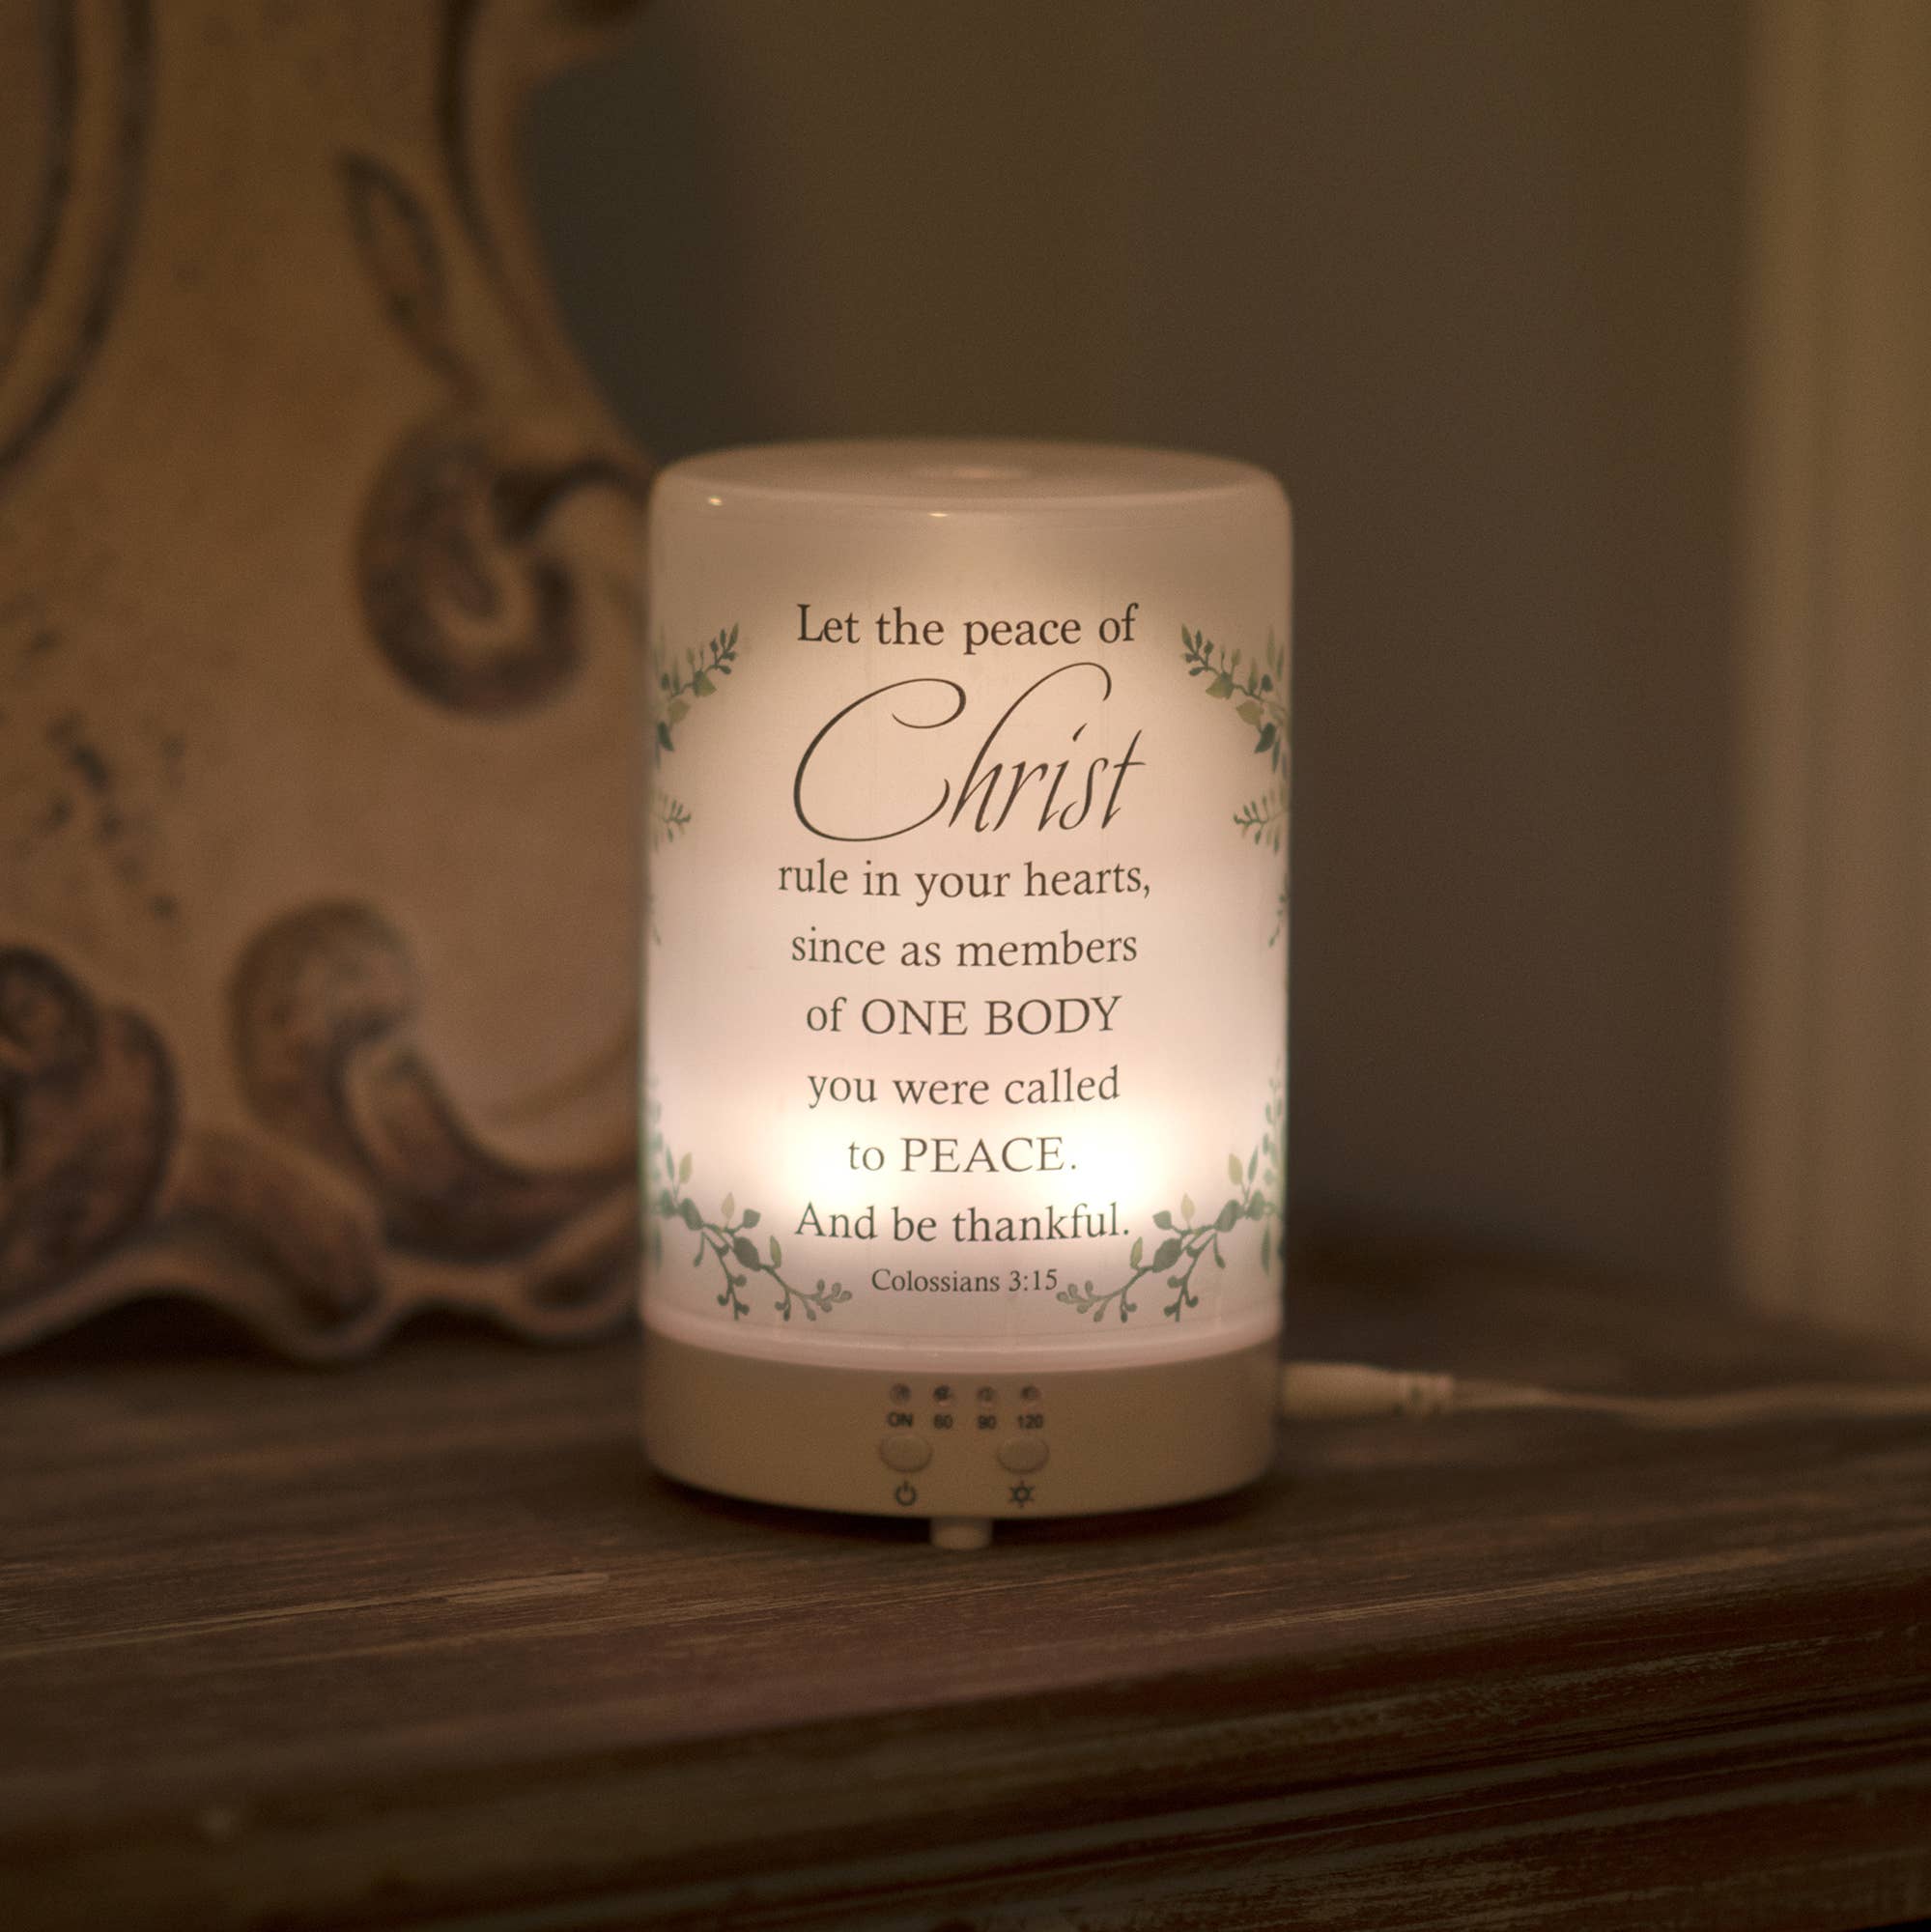 Let the peace of
Christ
rule in your hearts,
since as members
of ONE BODY
you were called
to PEACE.
And be thankful.
Colossians 3:15
ON 60 90 120